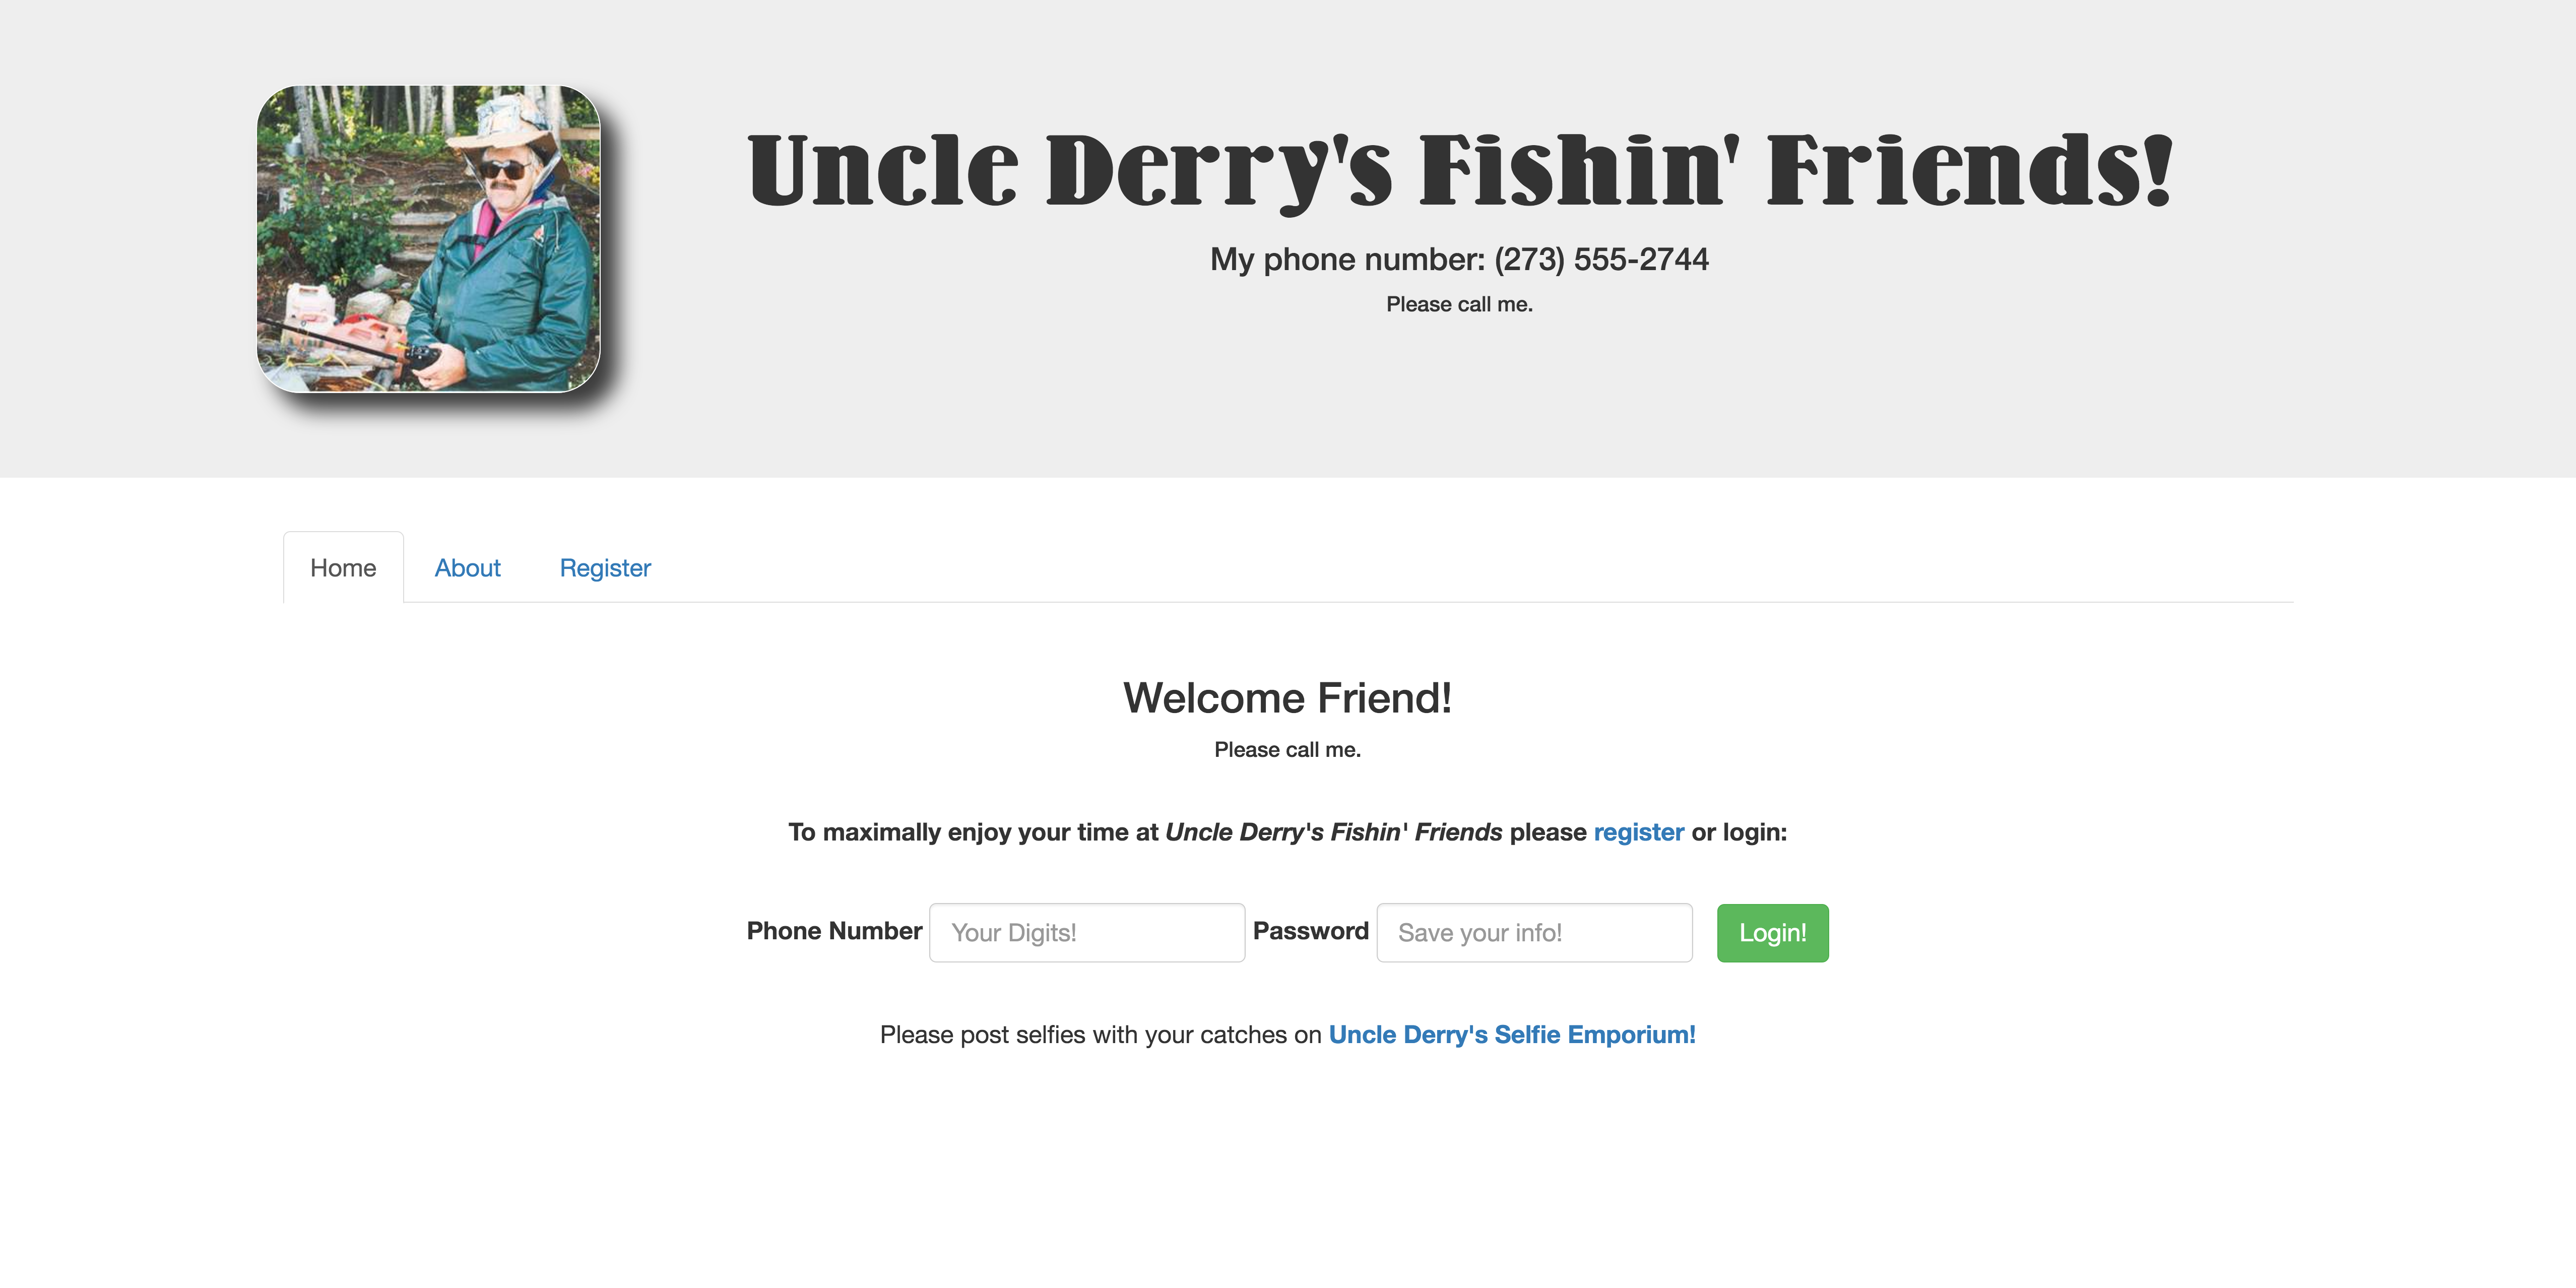 Uncle Derry's Fishin' Friends!
My phone number: (273) 555-2744
Please call me.
Home About Register
Welcome Friend!
Please call me.
To maximally enjoy your time at Uncle Derry's Fishin' Friends please register or login:
Phone Number Your Digits! Password Save your info! Login!
Please post selfies with your catches on Uncle Derry's Selfie Emporium!